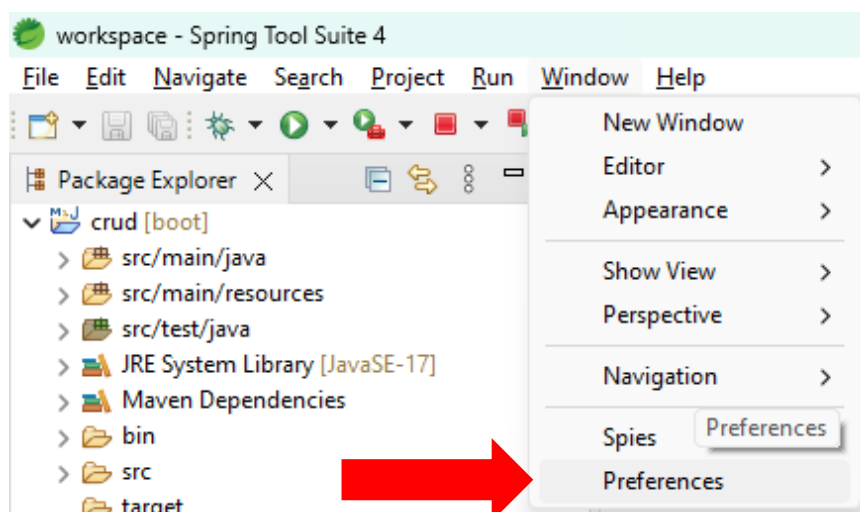 workspace - Spring Tool Suite 4
File Edit Navigate Search Project Run Window Help
Package Explorer
crud [boot]
src/main/java
src/main/resources
src/test/java
JRE System Library [JavaSE-17]
Maven Dependencies
bin
src
target
New Window
Editor
Appearance
Show View
Perspective
Navigation
Spies
Preferences
Preferences